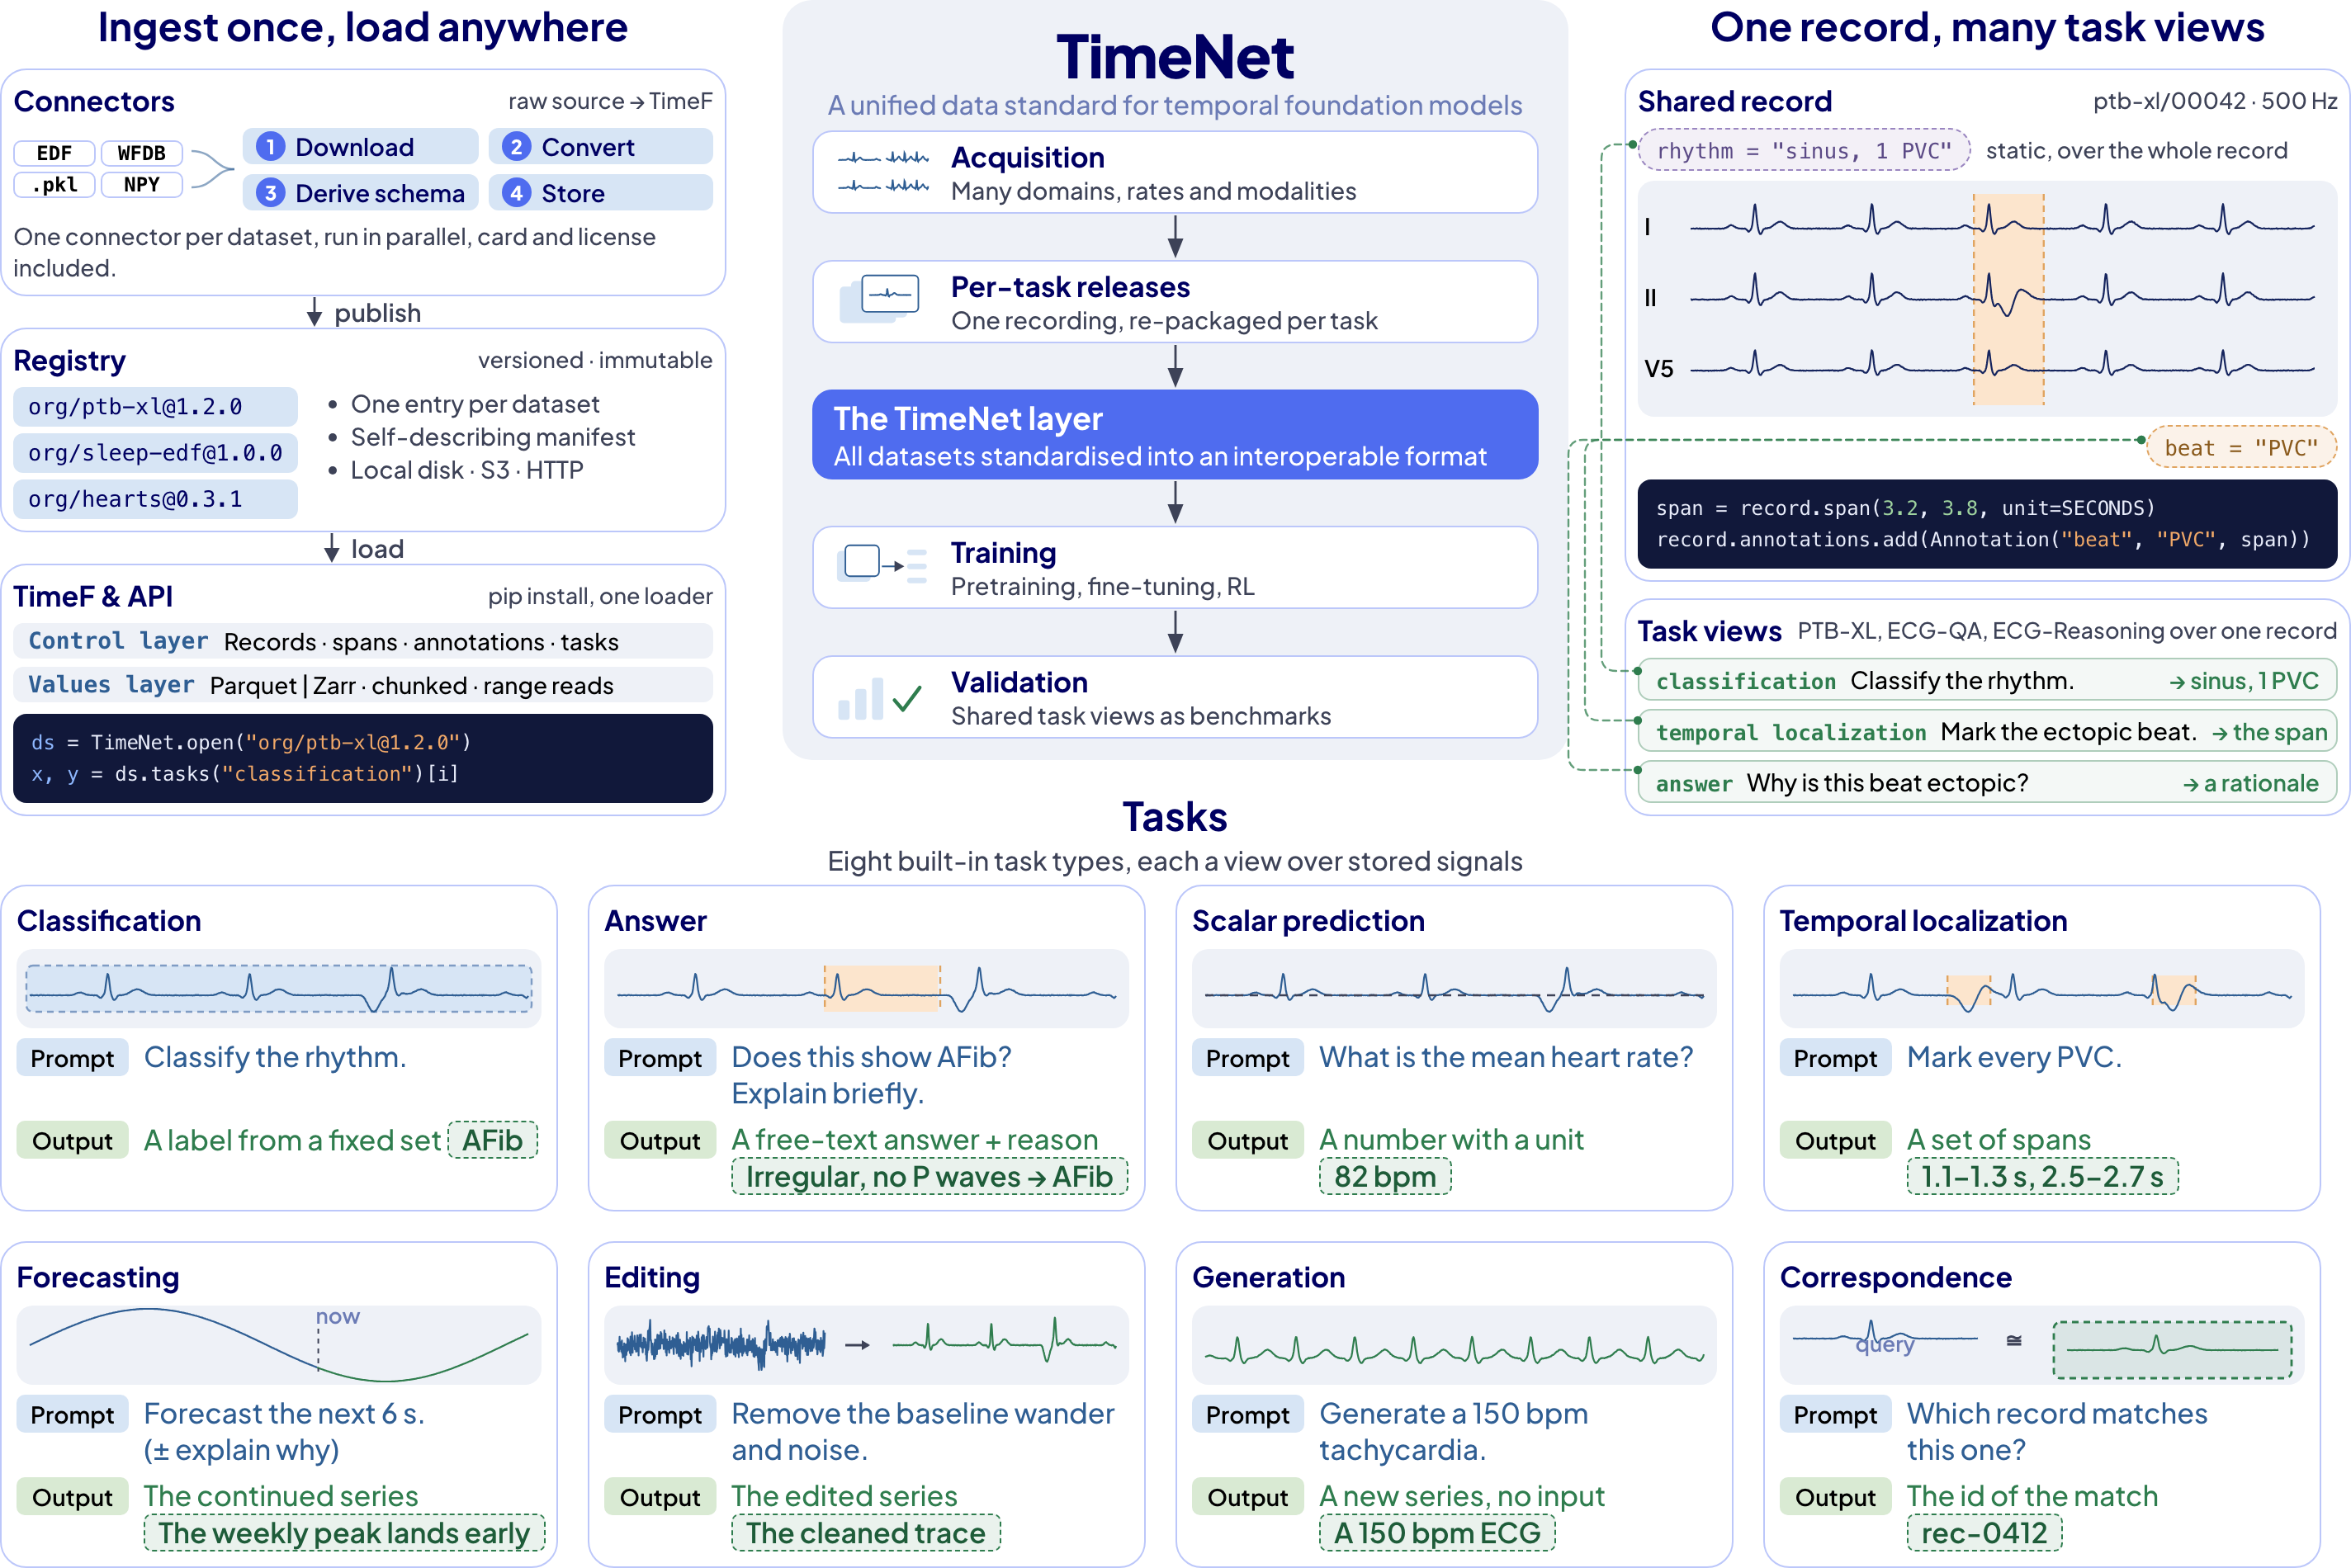 Ingest once, load anywhere
Connectors
raw source → TimeF
EDF
WFDB
.pkl
NPY
1 Download
2 Convert
3 Derive schema
4 Store
One connector per dataset, run in parallel, card and license
included.
publish
Registry
versioned · immutable
org/ptb-xl@1.2.0
org/sleep-edf@1.0.0
org/hearts@0.3.1
• One entry per dataset
• Self-describing manifest
• Local disk · S3 · HTTP
load
TimeF & API
pip install, one loader
Control layer Records · spans · annotations · tasks
Values layer Parquet | Zarr · chunked · range reads
ds = TimeNet.open("org/ptb-xl@1.2.0")
x, y = ds.tasks("classification")[i]
TimeNet
A unified data standard for temporal foundation models
Acquisition
Many domains, rates and modalities
Per-task releases
One recording, re-packaged per task
The TimeNet layer
All datasets standardised into an interoperable format
Training
Pretraining, fine-tuning, RL
Validation
Shared task views as benchmarks
One record, many task views
Shared record
ptb-xl/00042 · 500 Hz
rhythm = "sinus, 1 PVC"
static, over the whole record
I
II
V5
beat = "PVC"
span = record.span(3.2, 3.8, unit=SECONDS)
record.annotations.add(Annotation("beat", "PVC", span))
Task views
PTB-XL, ECG-QA, ECG-Reasoning over one record
classification Classify the rhythm. → sinus, 1 PVC
temporal localization Mark the ectopic beat. → the span
answer Why is this beat ectopic? → a rationale
Tasks
Eight built-in task types, each a view over stored signals
Classification
Prompt Classify the rhythm.
Output A label from a fixed set AFib
Answer
Prompt Does this show AFib?
Explain briefly.
Output A free-text answer + reason
Irregular, no P waves → AFib
Scalar prediction
Prompt What is the mean heart rate?
Output A number with a unit
82 bpm
Temporal localization
Prompt Mark every PVC.
Output A set of spans
1.1–1.3 s, 2.5–2.7 s
Forecasting
now
Prompt Forecast the next 6 s.
(± explain why)
Output The continued series
The weekly peak lands early
Editing
Prompt Remove the baseline wander
and noise.
Output The edited series
The cleaned trace
Generation
Prompt Generate a 150 bpm
tachycardia.
Output A new series, no input
A 150 bpm ECG
Correspondence
query
≅
Prompt Which record matches
this one?
Output The id of the match
rec-0412